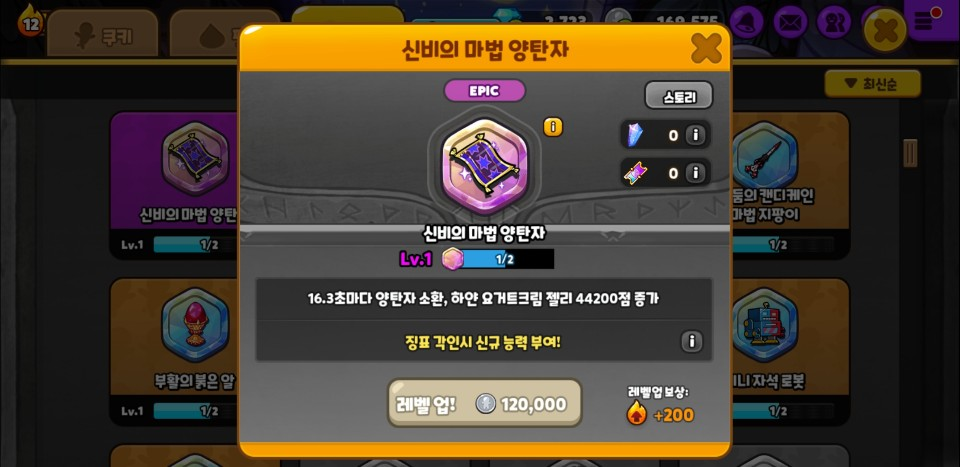 12
쿠키
2,723
169,575
신비의 마법 양탄자
최신순
EPIC
스토리
0
0
신비의 마법 양탄
둠의 캔디케인
마법 지팡이
신비의 마법 양탄자
Lv.1
1/2
Lv.1
1/2
1/2
16.3초마다 양탄자 소환, 하얀 요거트크림 젤리 44200점 증가
징표 각인시 신규 능력 부여!
부활의 붉은 알
니 자석 로봇
레벨 업!
120,000
레벨업 보상:
+200
Lv.1
1/2
1/2